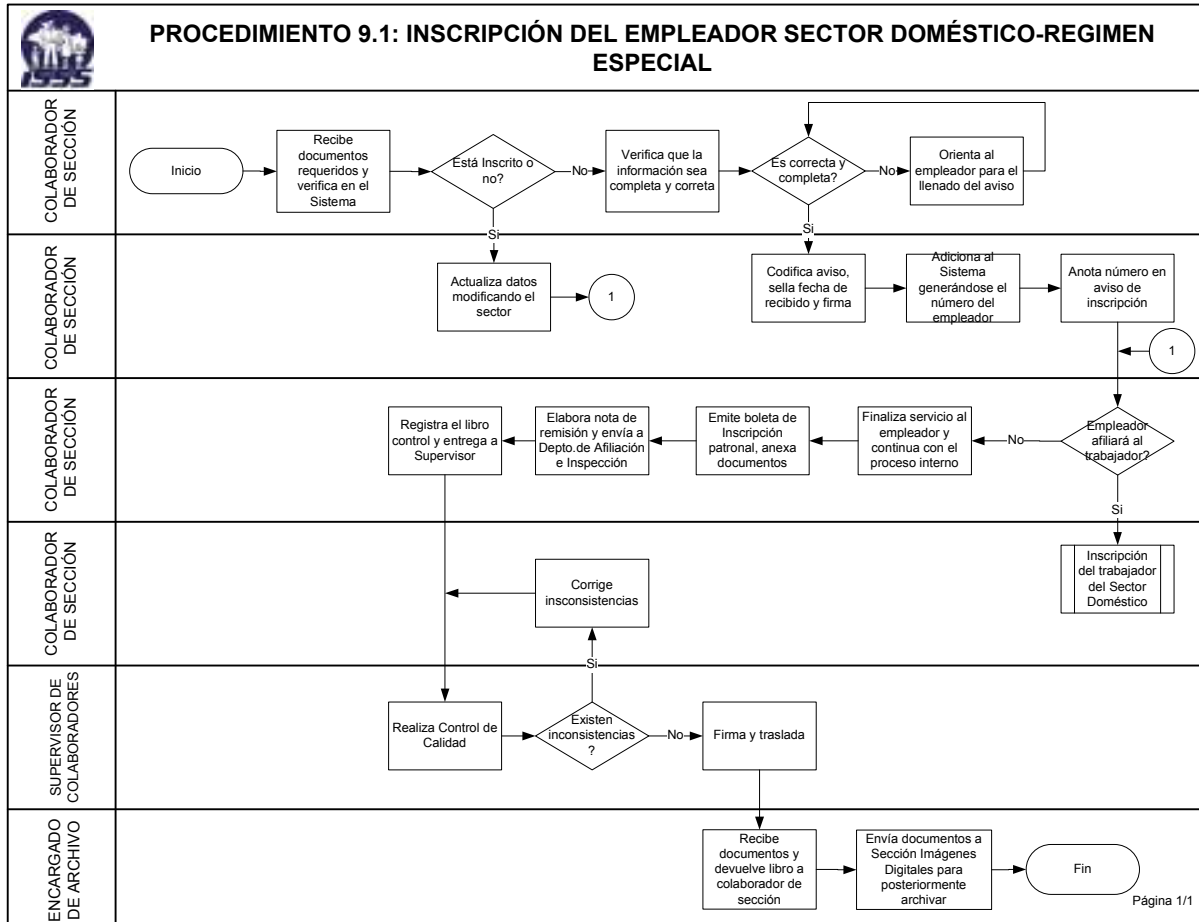 PROCEDIMIENTO 9.1: INSCRIPCIÓN DEL EMPLEADOR SECTOR DOMÉSTICO-REGIMEN
ESPECIAL
ISSS
COLABORADOR
DE SECCIÓN
Inicio
Recibe
documentos
requeridos y
verifica en el
Sistema
Está Inscrito o
no?
No
Verifica que la
información sea
completa y correta
Es correcta y
completa?
No
Orienta al
empleador para el
llenado del aviso
Si
Si
COLABORADOR
DE SECCIÓN
Actualiza datos
modificando el
sector
1
Codifica aviso,
sella fecha de
recibido y firma
Adiciona al
Sistema
generándose el
número del
empleador
Anota número en
aviso de
inscripción
1
COLABORADOR
DE SECCIÓN
Registra el libro
control y entrega a
Supervisor
Elabora nota de
remisión y envía a
Depto.de Afiliación
e Inspección
Emite boleta de
Inscripción
patronal, anexa
documentos
Finaliza servicio al
empleador y
continua con el
proceso interno
No
Empleador
afiliará al
trabajador?
Si
COLABORADOR
DE SECCIÓN
Corrige
insconsistencias
Inscripción
del trabajador
del Sector
Doméstico
Si
SUPERVISOR DE
COLABORADORES
Realiza Control de
Calidad
Existen
inconsistencias
?
No
Firma y traslada
ENCARGADO
DE ARCHIVO
Recibe
documentos y
devuelve libro a
colaborador de
sección
Envía documentos a
Sección Imágenes
Digitales para
posteriormente
archivar
Fin
Página 1/1